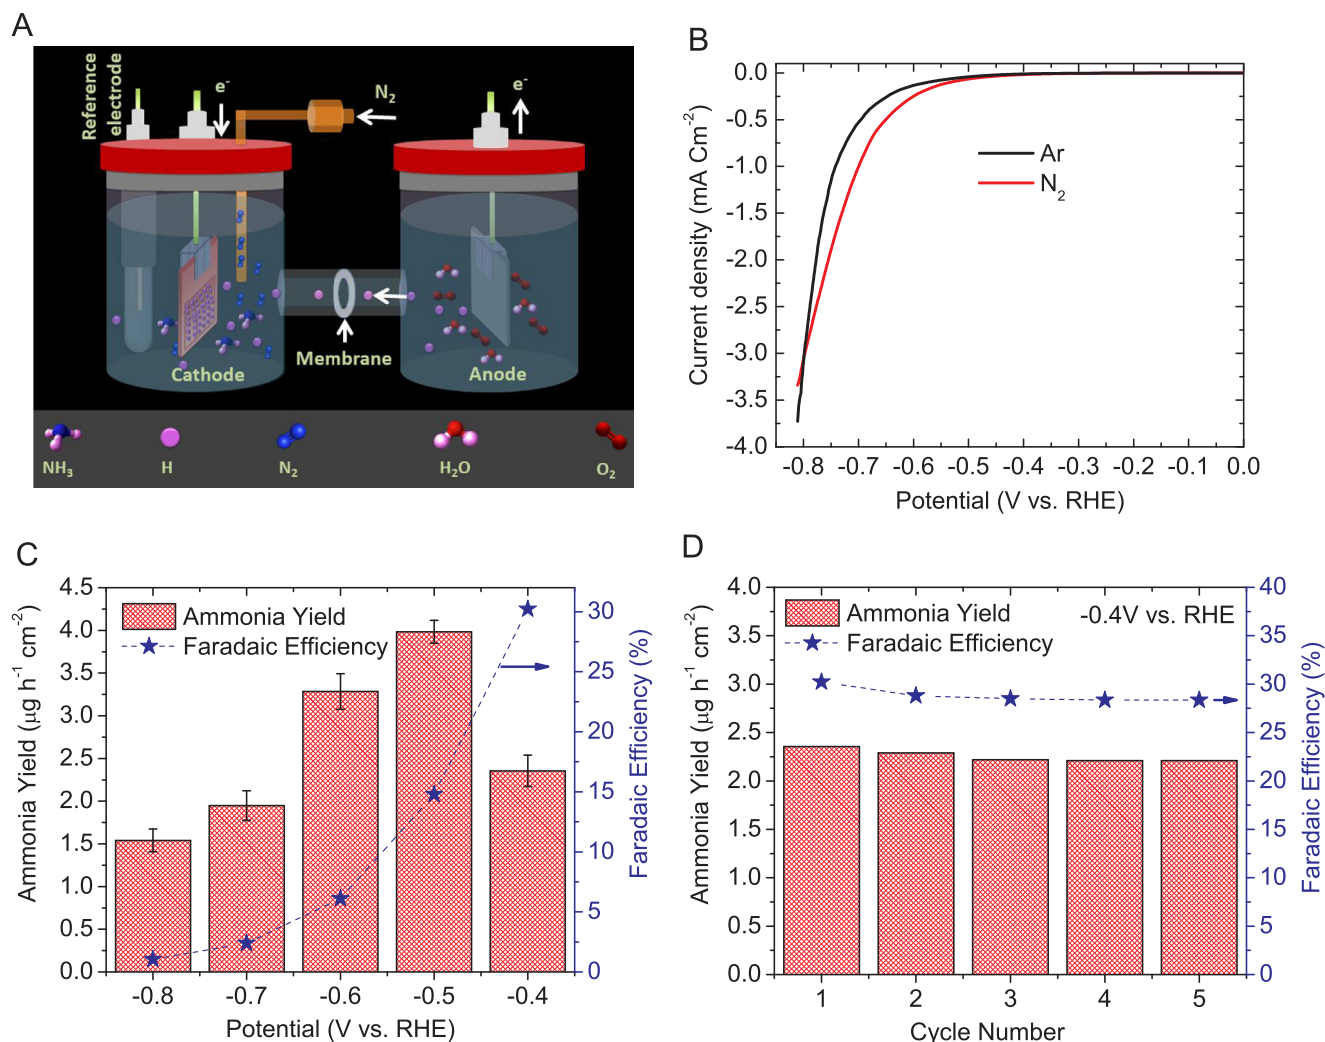 A
Reference
electrode
e-
N2
e-
Membrane
Cathode
Anode
NH3
H
N2
H2O
O2
B
0.0
-0.5
-1.0
-1.5
-2.0
-2.5
-3.0
-3.5
-4.0
Current density (mA Cm-2)
Ar
N2
-0.8 -0.7 -0.6 -0.5 -0.4 -0.3 -0.2 -0.1 0.0
Potential (V vs. RHE)
C
4.5
4.0
3.5
3.0
2.5
2.0
1.5
1.0
0.5
0.0
Ammonia Yield (μg h-1 cm-2)
Ammonia Yield
Faradaic Efficiency
30
25
20
15
10
5
0
Faradaic Efficiency (%)
-0.8 -0.7 -0.6 -0.5 -0.4
Potential (V vs. RHE)
D
4.0
3.5
3.0
2.5
2.0
1.5
1.0
0.5
0.0
Ammonia Yield (μg h-1 cm-2)
Ammonia Yield
Faradaic Efficiency
-0.4V vs. RHE
40
35
30
25
20
15
10
5
0
Faradaic Efficiency (%)
1 2 3 4 5
Cycle Number